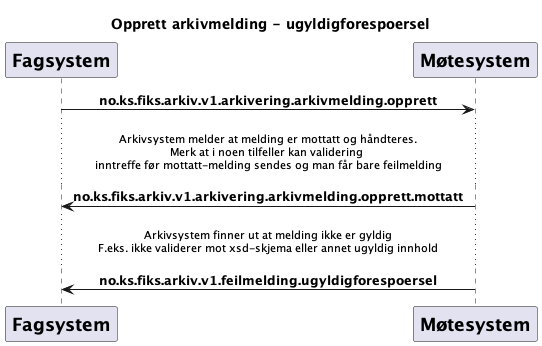 Opprett arkivmelding - ugyldigforespoersel
Fagsystem
Møtesystem
no.ks.fiks.arkiv.v1.arkivering.arkivmelding.opprett
Arkivsystem melder at melding er mottatt og håndteres.
Merk at i noen tilfeller kan validering
inntreffe før mottatt-melding sendes og man får bare feilmelding
no.ks.fiks.arkiv.v1.arkivering.arkivmelding.opprett.mottatt
Arkivsystem finner ut at melding ikke er gyldig
F.eks. ikke validerer mot xsd-skjema eller annet ugyldig innhold
no.ks.fiks.arkiv.v1.feilmelding.ugyldigforespoersel
Fagsystem
Møtesystem